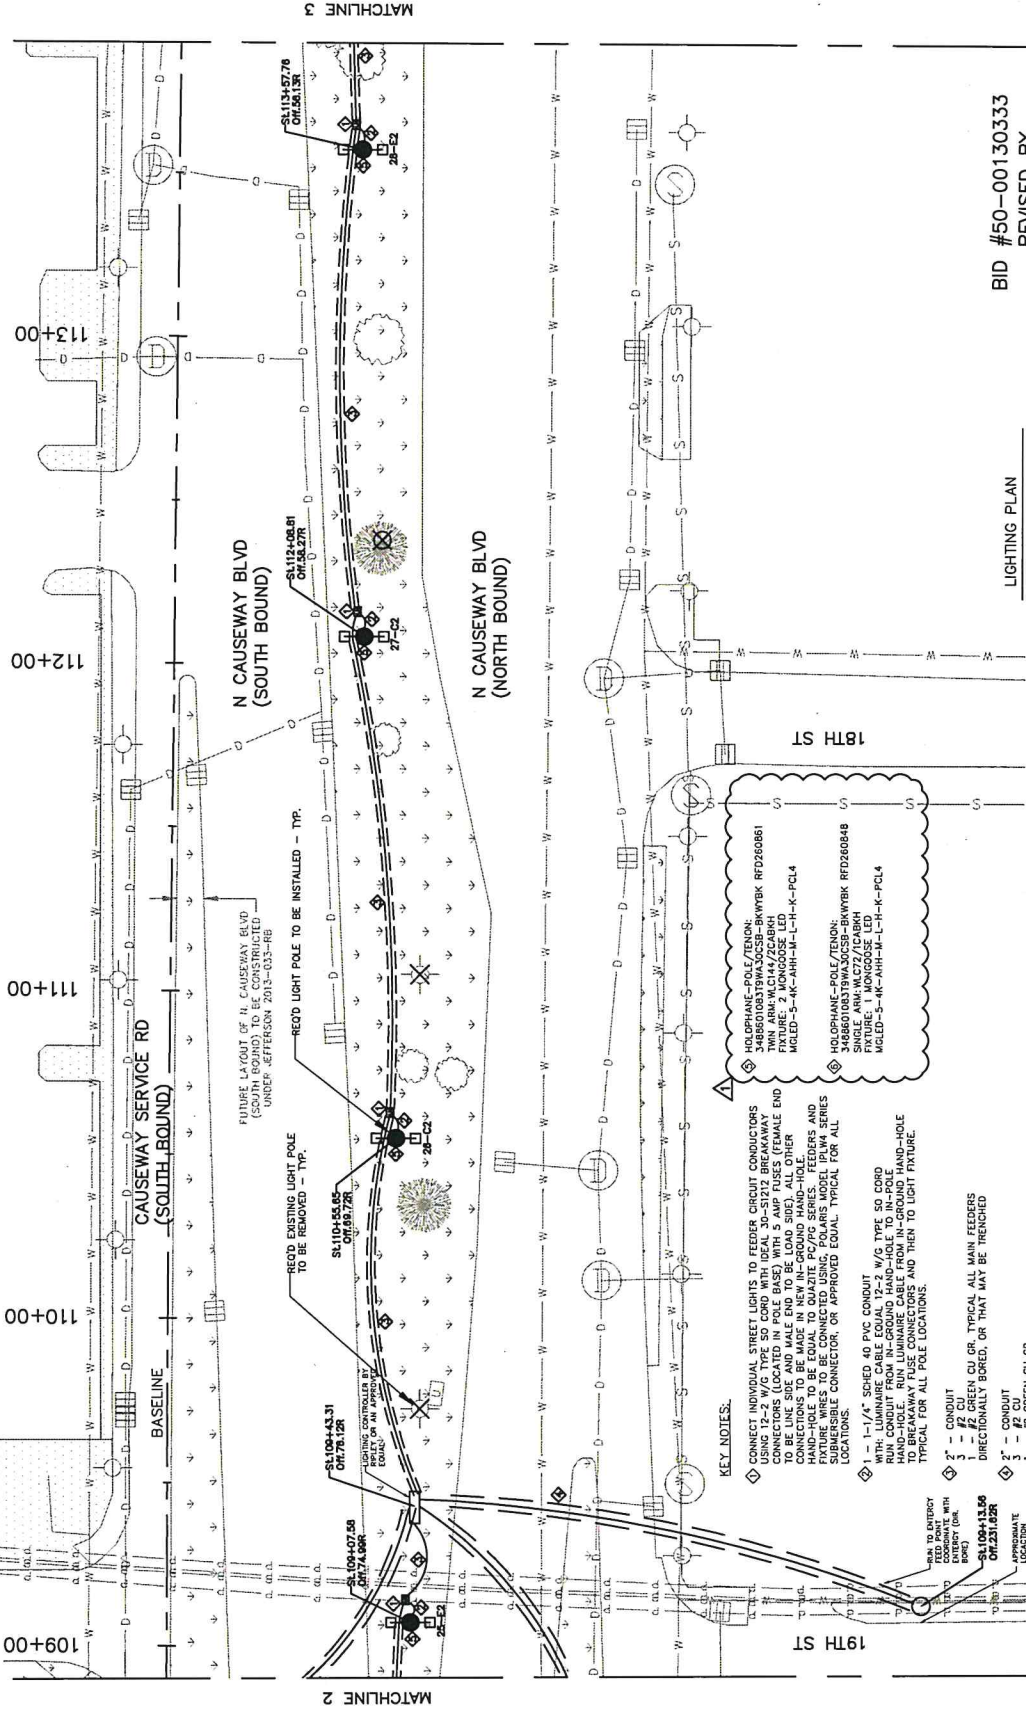 MATCHLINE 3
113+00
112+00
111+00
110+00
109+00
St.113+57.76
Off.56.13R
28-E2
N CAUSEWAY BLVD
(SOUTH BOUND)
St.112+08.81
Off.58.27R
27-C2
N CAUSEWAY BLVD
(NORTH BOUND)
CAUSEWAY SERVICE RD
(SOUTH BOUND)
FUTURE LAYOUT OF N. CAUSEWAY BLVD
(SOUTH BOUND) TO BE CONSTRUCTED
UNDER JEFFERSON 2013-033-RB
REQ'D LIGHT POLE TO BE INSTALLED - TYP.
REQ'D EXISTING LIGHT POLE
TO BE REMOVED - TYP.
St.110+55.65
Off.69.72R
26-C2
BASELINE
LIGHTING CONTROLLER BY
RIPLEY OR AN APPROVED
EQUAL
St.109+43.31
Off.78.12R
St.109+07.58
Off.74.99R
25-E2
MATCHLINE 2
18TH ST
19TH ST
KEY NOTES:
1 CONNECT INDIVIDUAL STREET LIGHTS TO FEEDER CIRCUIT CONDUCTORS
USING 12-2 W/G TYPE SO CORD WITH IDEAL 30-S1212 BREAKAWAY
CONNECTORS (LOCATED IN POLE BASE) WITH 5 AMP FUSES (FEMALE END
TO BE LINE SIDE AND MALE END TO BE LOAD SIDE). ALL OTHER
CONNECTIONS TO BE MADE IN NEW IN-GROUND HAND-HOLE.
HAND-HOLE TO BE EQUAL TO QUAZITE PC/PG SERIES. FEEDERS AND
FIXTURE WIRES TO BE CONNECTED USING, POLARIS MODEL IPLW4 SERIES
SUBMERSIBLE CONNECTOR, OR APPROVED EQUAL. TYPICAL FOR ALL
LOCATIONS.
2 1 - 1-1/4" SCHED 40 PVC CONDUIT
WITH: LUMINAIRE CABLE EQUAL 12-2 W/G TYPE SO CORD
RUN CONDUIT FROM IN-GROUND HAND-HOLE TO IN-POLE
HAND-HOLE. RUN LUMINAIRE CABLE FROM IN-GROUND HAND-HOLE
TO BREAKAWAY FUSE CONNECTORS AND THEN TO LIGHT FIXTURE.
TYPICAL FOR ALL POLE LOCATIONS.
3 2" - CONDUIT
3 - #2 CU
1 - #2 GREEN CU GR. TYPICAL ALL MAIN FEEDERS
DIRECTIONALLY BORED, OR THAT MAY BE TRENCHED
4 2" - CONDUIT
3 - #2 CU
1
5 HOLOPHANE-POLE/TENON:
34886010B3T9WA30CSB-BKWYBK RFD260861
TWIN ARM:WLC144/2CABKH
FIXTURE: 2 MONGOOSE LED
MGLED-5-4K-AHH-M-L-H-K-PCL4
6 HOLOPHANE-POLE/TENON:
34886010B3T9WA30CSB-BKWYBK RFD260848
SINGLE ARM:WLC72/1CABKH
FIXTURE: 1 MONGOOSE LED
MGLED-5-4K-AHH-M-L-H-K-PCL4
RUN TO ENTERGY
FEED POINT
COORDINATE WITH
ENTERGY (DIR.
BORE)
St.109+13.56
Off.231.62R
APPROXIMATE
LOCATION
LIGHTING PLAN
BID #50-00130333
REVISED BY